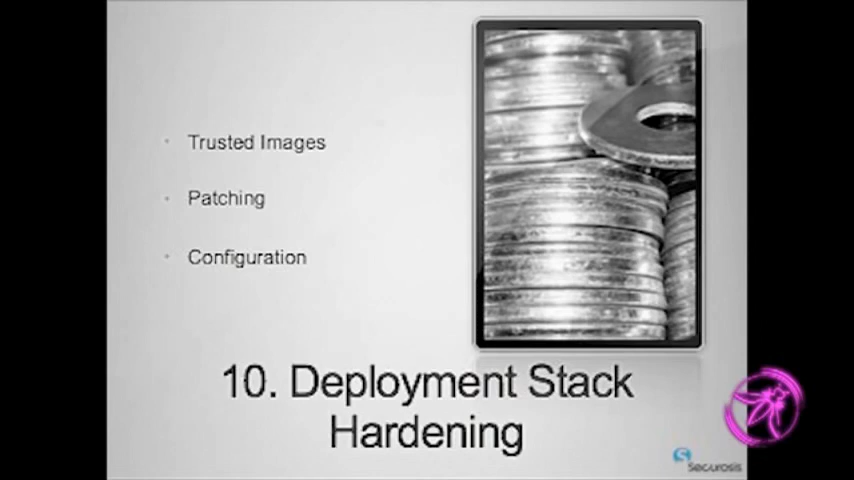 Trusted Images
Patching
Configuration
10. Deployment Stack
Hardening
Securosis